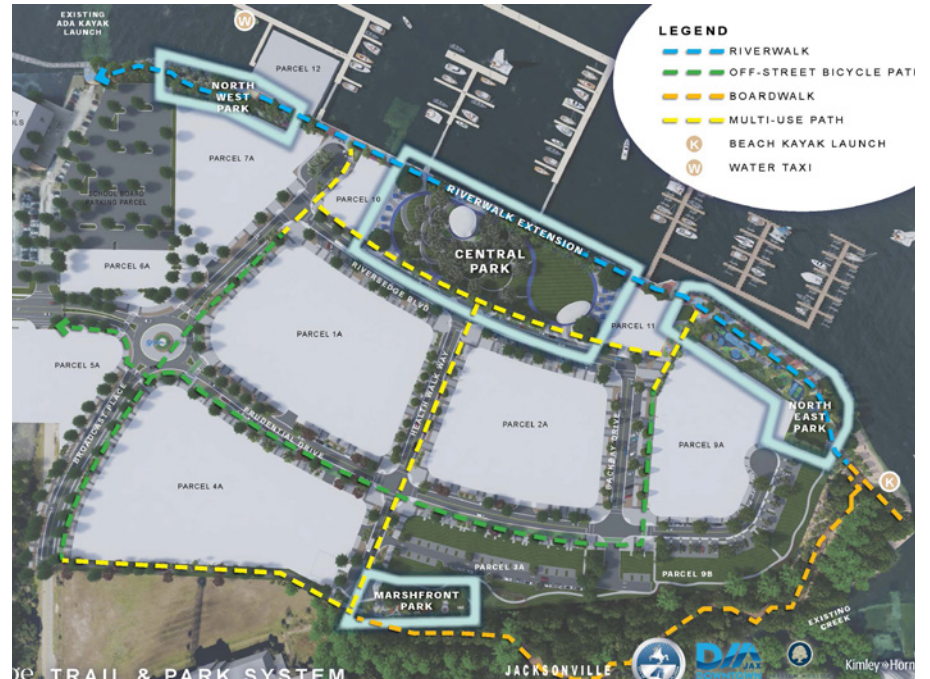 EXISTING
ADA KAYAK
LAUNCH
W
LEGEND
RIVERWALK
OFF-STREET BICYCLE PATH
BOARDWALK
MULTI-USE PATH
K BEACH KAYAK LAUNCH
W WATER TAXI
PARCEL 12
NORTH
WEST
PARK
PARCEL 7A
SCHOOL BOARD
PARKING PARCEL
PARCEL 10
RIVERWALK EXTENSION
CENTRAL
PARK
PARCEL 6A
RIVERSEDGE BLVD
PARCEL 11
PARCEL 1A
PARCEL 5A
BROADCAST PLACE
PRUDENTIAL DRIVE
HEALTH WALK WAY
PARCEL 2A
BACKBAY DRIVE
PARCEL 9A
NORTH
EAST
PARK
K
PARCEL 4A
PARCEL 3A
PARCEL 9B
MARSHFRONT
PARK
EXISTING
CREEK
TRAIL & PARK SYSTEM
JACKSONVILLE
DIA
JAX
Kimley»Horn